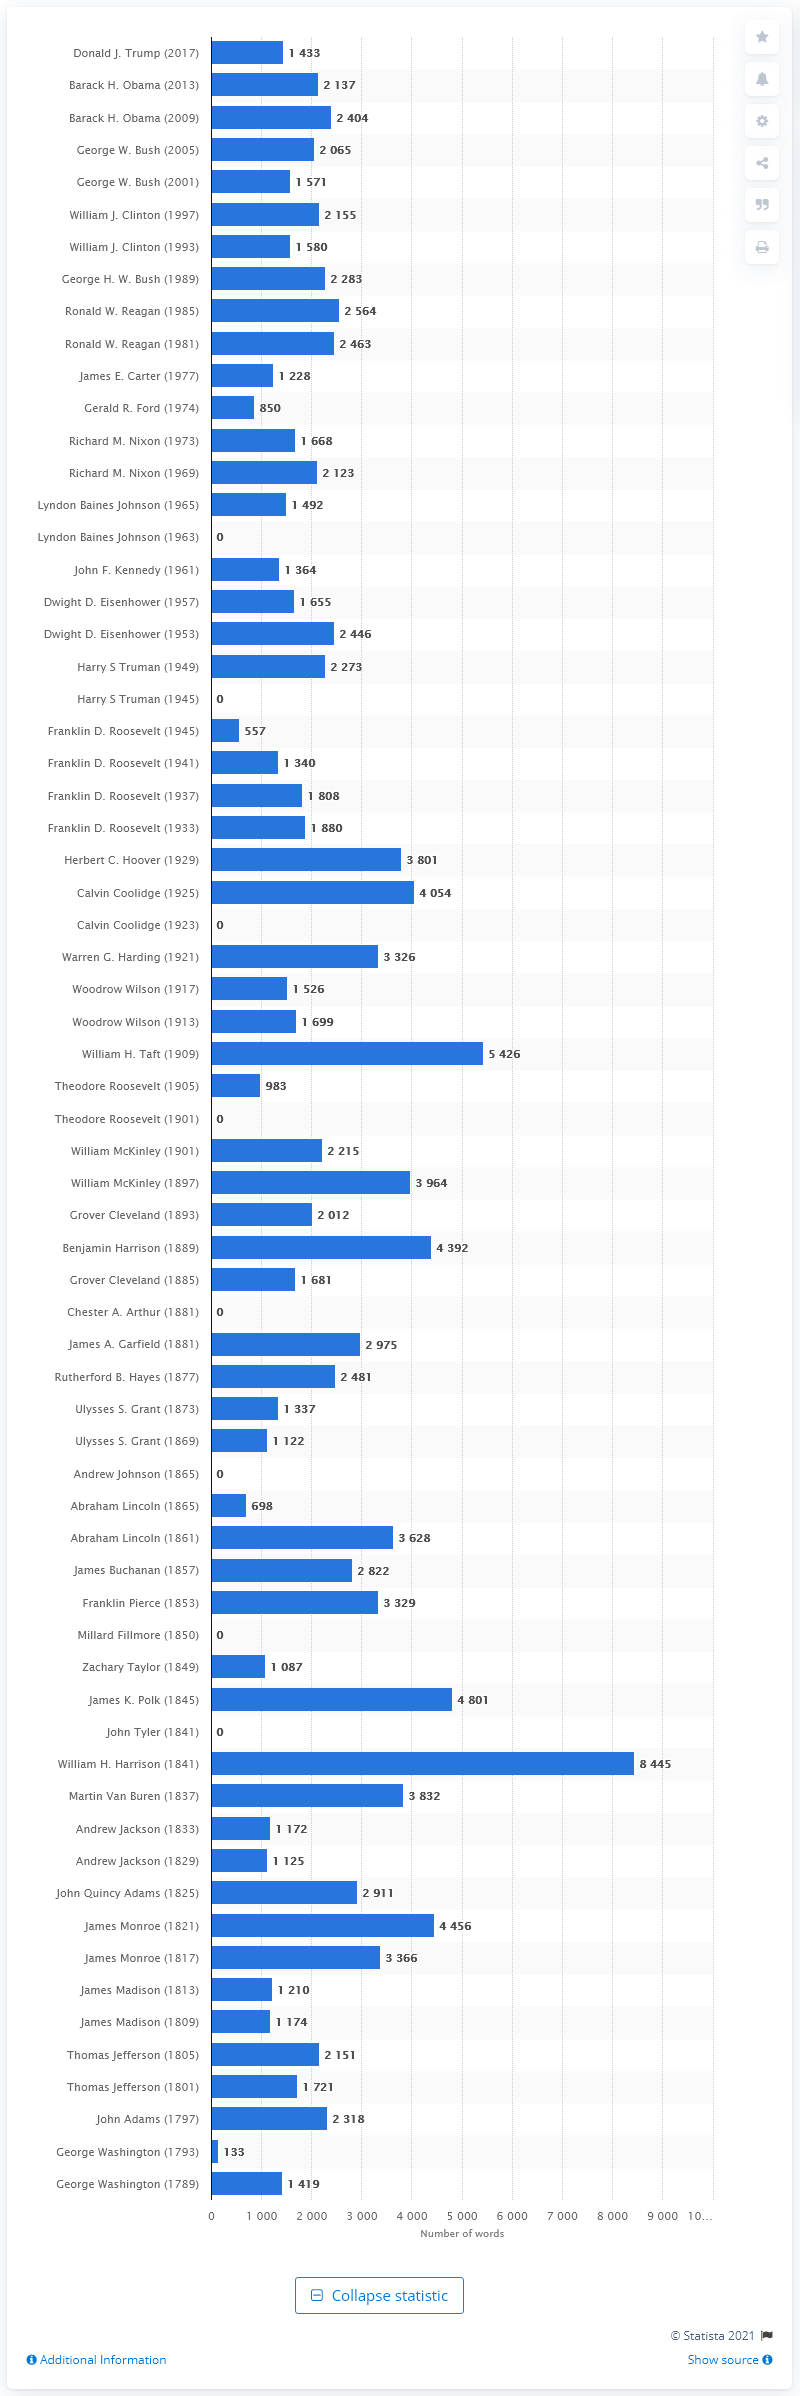 Donald J. Trump (2017) 1 433
Barack H. Obama (2013) 2 137
Barack H. Obama (2009) 2 404
George W. Bush (2005) 2 065
George W. Bush (2001) 1 571
William J. Clinton (1997) 2 155
William J. Clinton (1993) 1 580
George H. W. Bush (1989) 2 283
Ronald W. Reagan (1985) 2 564
Ronald W. Reagan (1981) 2 463
James E. Carter (1977) 1 228
Gerald R. Ford (1974) 850
Richard M. Nixon (1973) 1 668
Richard M. Nixon (1969) 2 123
Lyndon Baines Johnson (1965) 1 492
Lyndon Baines Johnson (1963) 0
John F. Kennedy (1961) 1 364
Dwight D. Eisenhower (1957) 1 655
Dwight D. Eisenhower (1953) 2 446
Harry S Truman (1949) 2 273
Harry S Truman (1945) 0
Franklin D. Roosevelt (1945) 557
Franklin D. Roosevelt (1941) 1 340
Franklin D. Roosevelt (1937) 1 808
Franklin D. Roosevelt (1933) 1 880
Herbert C. Hoover (1929) 3 801
Calvin Coolidge (1925) 4 054
Calvin Coolidge (1923) 0
Warren G. Harding (1921) 3 326
Woodrow Wilson (1917) 1 526
Woodrow Wilson (1913) 1 699
William H. Taft (1909) 5 426
Theodore Roosevelt (1905) 983
Theodore Roosevelt (1901) 0
William McKinley (1901) 2 215
William McKinley (1897) 3 964
Grover Cleveland (1893) 2 012
Benjamin Harrison (1889) 4 392
Grover Cleveland (1885) 1 681
Chester A. Arthur (1881) 0
James A. Garfield (1881) 2 975
Rutherford B. Hayes (1877) 2 481
Ulysses S. Grant (1873) 1 337
Ulysses S. Grant (1869) 1 122
Andrew Johnson (1865) 0
Abraham Lincoln (1865) 698
Abraham Lincoln (1861) 3 628
James Buchanan (1857) 2 822
Franklin Pierce (1853) 3 329
Millard Fillmore (1850) 0
Zachary Taylor (1849) 1 087
James K. Polk (1845) 4 801
John Tyler (1841) 0
William H. Harrison (1841) 8 445
Martin Van Buren (1837) 3 832
Andrew Jackson (1833) 1 172
Andrew Jackson (1829) 1 125
John Quincy Adams (1825) 2 911
James Monroe (1821) 4 456
James Monroe (1817) 3 366
James Madison (1813) 1 210
James Madison (1809) 1 174
Thomas Jefferson (1805) 2 151
Thomas Jefferson (1801) 1 721
John Adams (1797) 2 318
George Washington (1793) 133
George Washington (1789) 1 419
0 1 000 2 000 3 000 4 000 5 000 6 000 7 000 8 000 9 000 10…
Number of words
Collapse statistic
© Statista 2021
Additional Information Show source